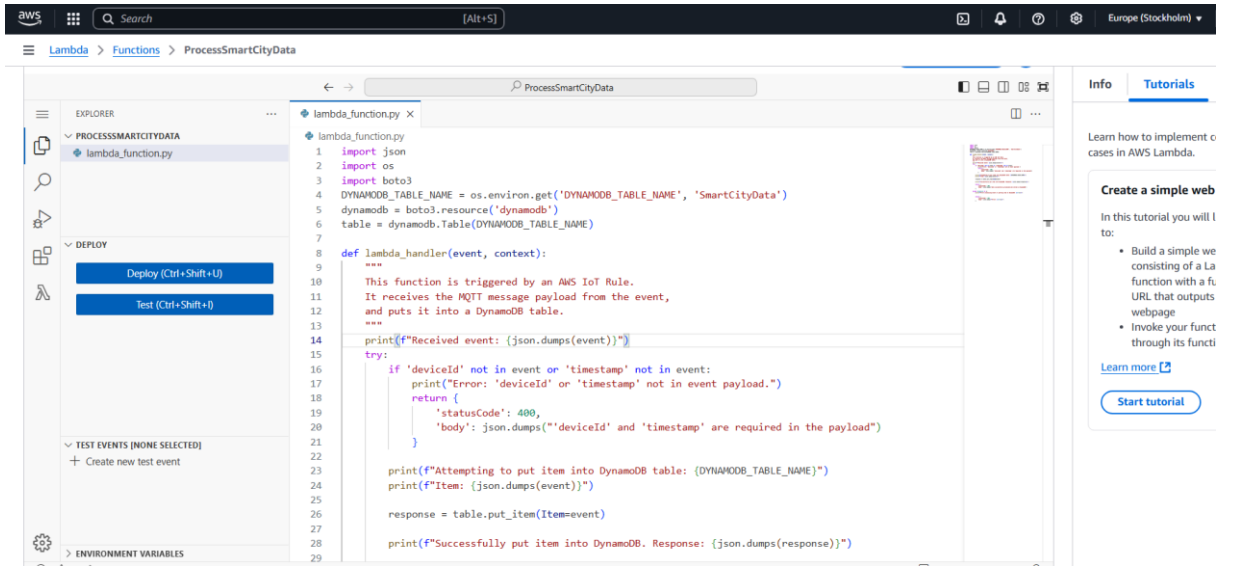 aws
Search
[Alt+S]
Europe (Stockholm)
Lambda > Functions > ProcessSmartCityData
ProcessSmartCityData
EXPLORER
PROCESSSMARTCITYDATA
lambda_function.py
DEPLOY
Deploy (Ctrl+Shift+U)
Test (Ctrl+Shift+I)
TEST EVENTS [NONE SELECTED]
+ Create new test event
ENVIRONMENT VARIABLES
lambda_function.py
lambda_function.py
1 import json
2 import os
3 import boto3
4 DYNAMODB_TABLE_NAME = os.environ.get('DYNAMODB_TABLE_NAME', 'SmartCityData')
5 dynamodb = boto3.resource('dynamodb')
6 table = dynamodb.Table(DYNAMODB_TABLE_NAME)
7
8 def lambda_handler(event, context):
9 """
10 This function is triggered by an AWS IoT Rule.
11 It receives the MQTT message payload from the event,
12 and puts it into a DynamoDB table.
13 """
14 print(f"Received event: {json.dumps(event)}")
15 try:
16 if 'deviceId' not in event or 'timestamp' not in event:
17 print("Error: 'deviceId' or 'timestamp' not in event payload.")
18 return {
19 'statusCode': 400,
20 'body': json.dumps("'deviceId' and 'timestamp' are required in the payload")
21 }
22
23 print(f"Attempting to put item into DynamoDB table: {DYNAMODB_TABLE_NAME}")
24 print(f"Item: {json.dumps(event)}")
25
26 response = table.put_item(Item=event)
27
28 print(f"Successfully put item into DynamoDB. Response: {json.dumps(response)}")
29
Info Tutorials
Learn how to implement
cases in AWS Lambda.
Create a simple web
In this tutorial you will
to:
• Build a simple we
consisting of a La
function with a fu
URL that outputs
webpage
• Invoke your funct
through its functi
Learn more
Start tutorial